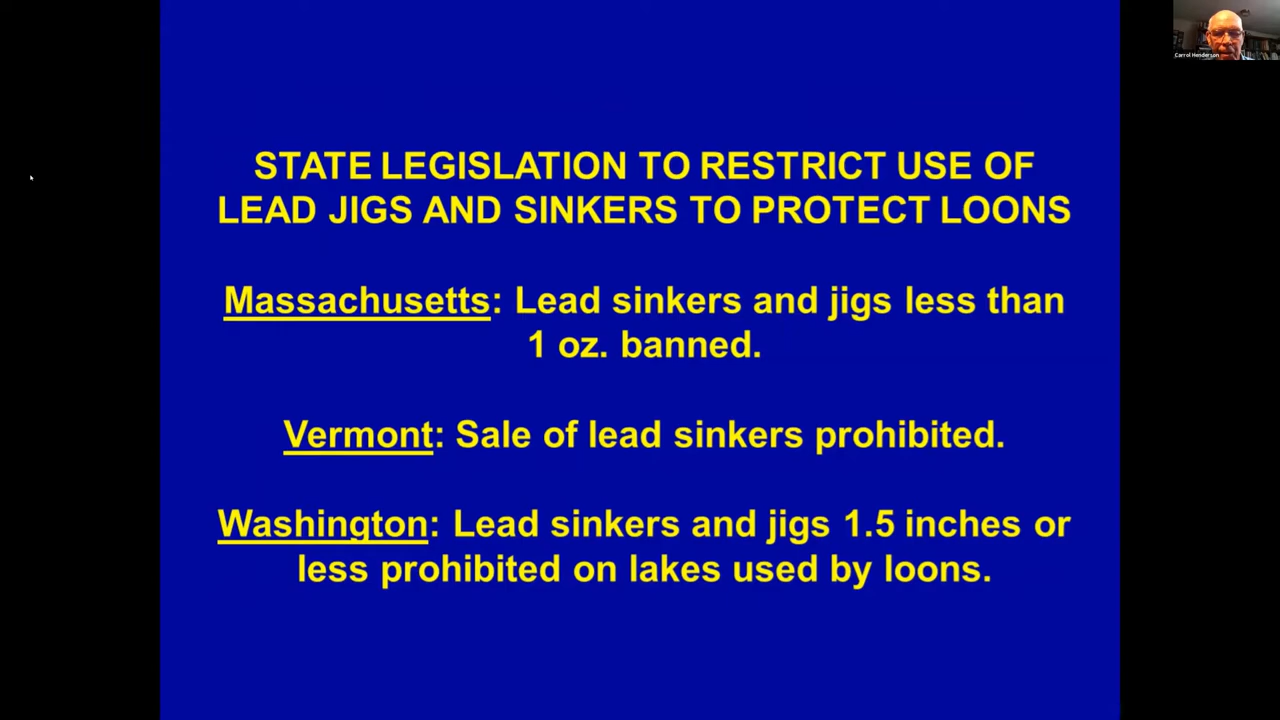 Carrol Henderson
STATE LEGISLATION TO RESTRICT USE OF
LEAD JIGS AND SINKERS TO PROTECT LOONS
Massachusetts: Lead sinkers and jigs less than
1 oz. banned.
Vermont: Sale of lead sinkers prohibited.
Washington: Lead sinkers and jigs 1.5 inches or
less prohibited on lakes used by loons.